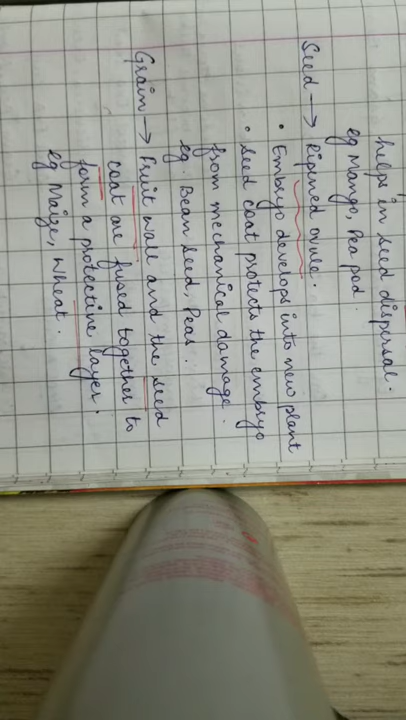 helps in seed dispersal.
eg Mango, Pea pod.
Seed → Ripened ovule.
• Embryo develops into new plant
• Seed coat protects the embryo
from mechanical damage.
eg. Bean seed, Peas.
Grain → Fruit wall and the seed
coat are fused together to
form a protective layer.
eg Maize, Wheat.